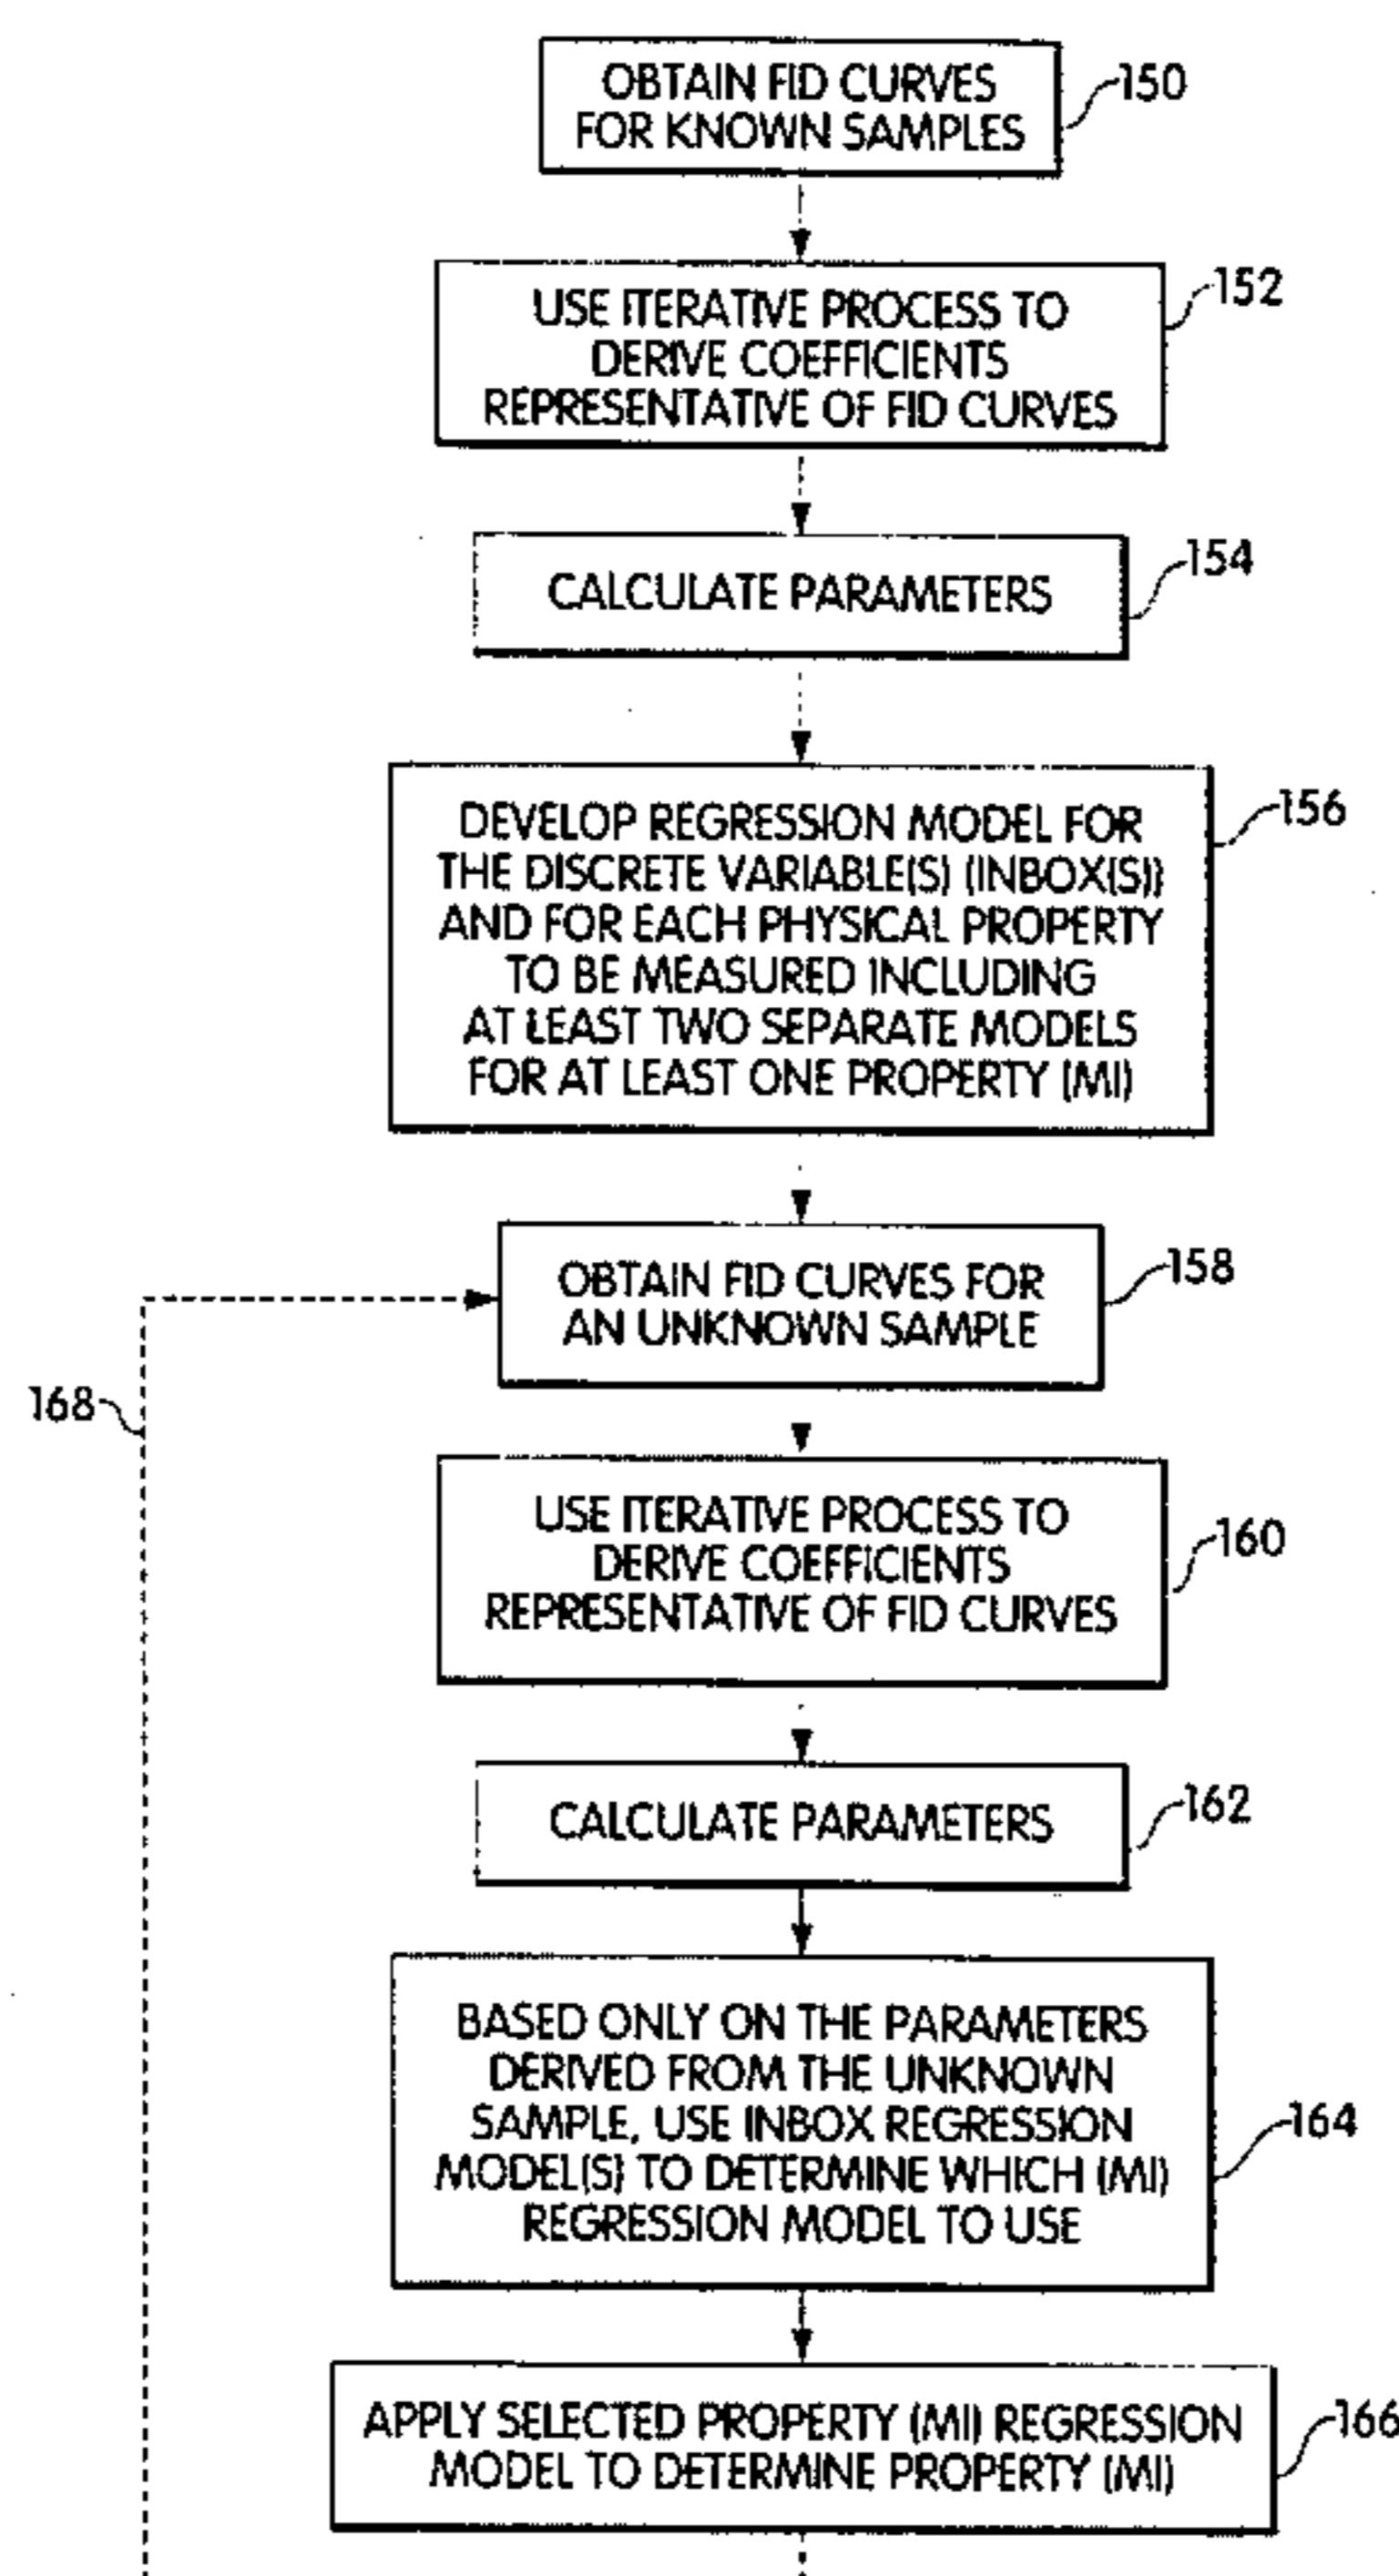 OBTAIN FID CURVES
FOR KNOWN SAMPLES
150
USE ITERATIVE PROCESS TO
DERIVE COEFFICIENTS
REPRESENTATIVE OF FID CURVES
152
CALCULATE PARAMETERS
154
DEVELOP REGRESSION MODEL FOR
THE DISCRETE VARIABLE(S) (INBOX(S))
AND FOR EACH PHYSICAL PROPERTY
TO BE MEASURED INCLUDING
AT LEAST TWO SEPARATE MODELS
FOR AT LEAST ONE PROPERTY (MI)
156
OBTAIN FID CURVES FOR
AN UNKNOWN SAMPLE
158
168
USE ITERATIVE PROCESS TO
DERIVE COEFFICIENTS
REPRESENTATIVE OF FID CURVES
160
CALCULATE PARAMETERS
162
BASED ONLY ON THE PARAMETERS
DERIVED FROM THE UNKNOWN
SAMPLE, USE INBOX REGRESSION
MODEL(S) TO DETERMINE WHICH (MI)
REGRESSION MODEL TO USE
164
APPLY SELECTED PROPERTY (MI) REGRESSION
MODEL TO DETERMINE PROPERTY (MI)
166